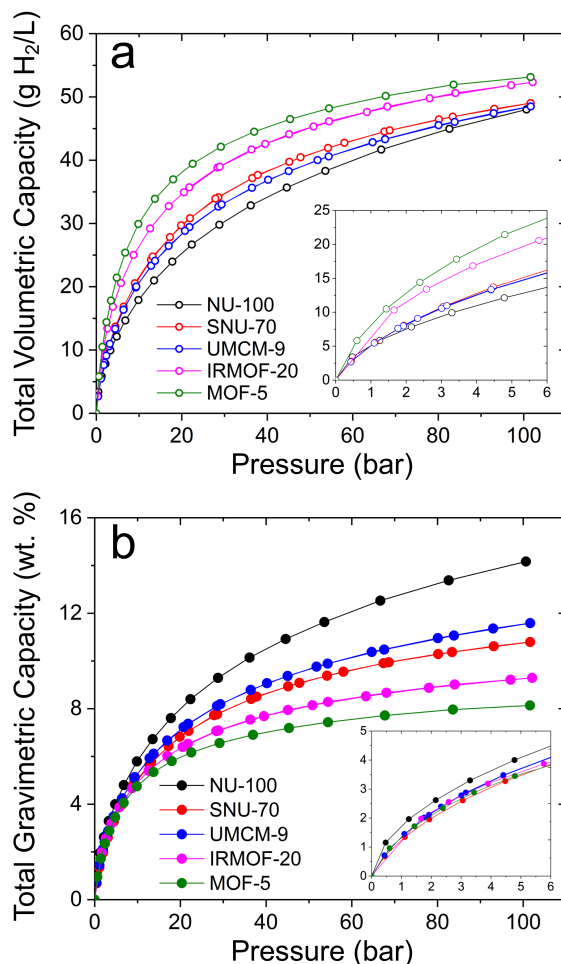 a
Total Volumetric Capacity (g H₂/L)
60
50
40
30
20
10
0
0 20 40 60 80 100
Pressure (bar)
NU-100
SNU-70
UMCM-9
IRMOF-20
MOF-5
25
20
15
10
5
0
0 1 2 3 4 5 6
b
Total Gravimetric Capacity (wt. %)
16
12
8
4
0
0 20 40 60 80 100
Pressure (bar)
NU-100
SNU-70
UMCM-9
IRMOF-20
MOF-5
5
4
3
2
1
0
0 1 2 3 4 5 6